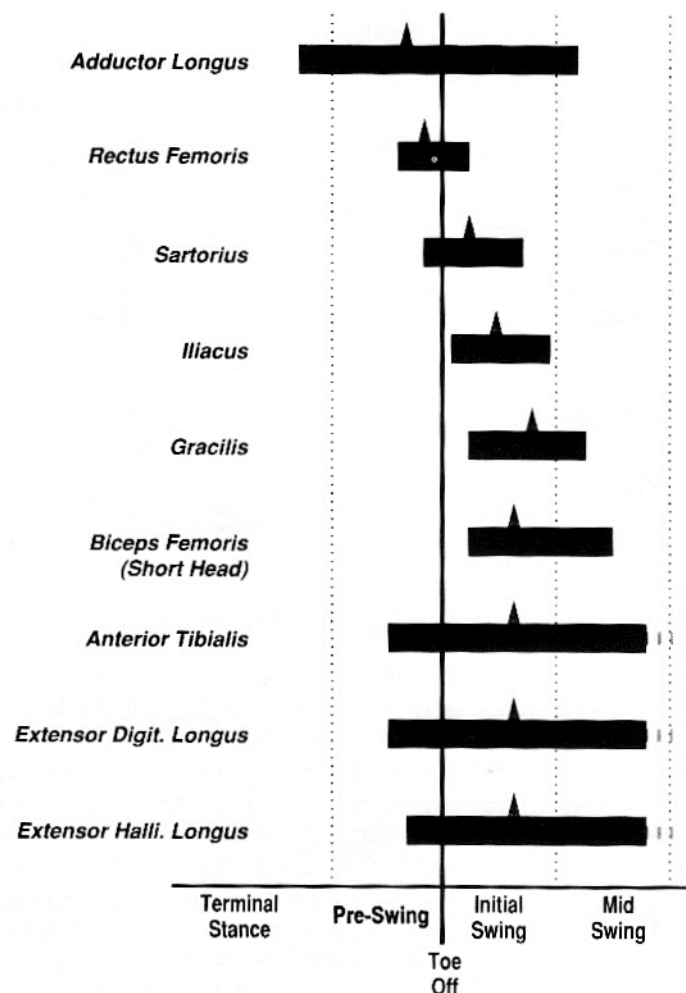 Adductor Longus
Rectus Femoris
Sartorius
Iliacus
Gracilis
Biceps Femoris
(Short Head)
Anterior Tibialis
Extensor Digit. Longus
Extensor Halli. Longus
Terminal
Stance
Pre-Swing
Initial
Swing
Mid
Swing
Toe
Off